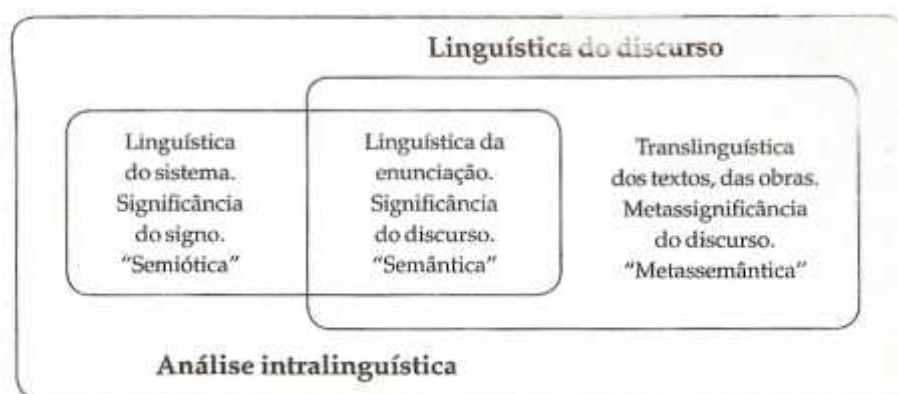 Linguística do discurso
Linguística
do sistema.
Significância
do signo.
"Semiótica"
Linguística da
enunciação.
Significância
do discurso.
"Semântica"
Translinguística
dos textos, das obras.
Metassignificância
do discurso.
"Metassemântica"
Análise intralinguística